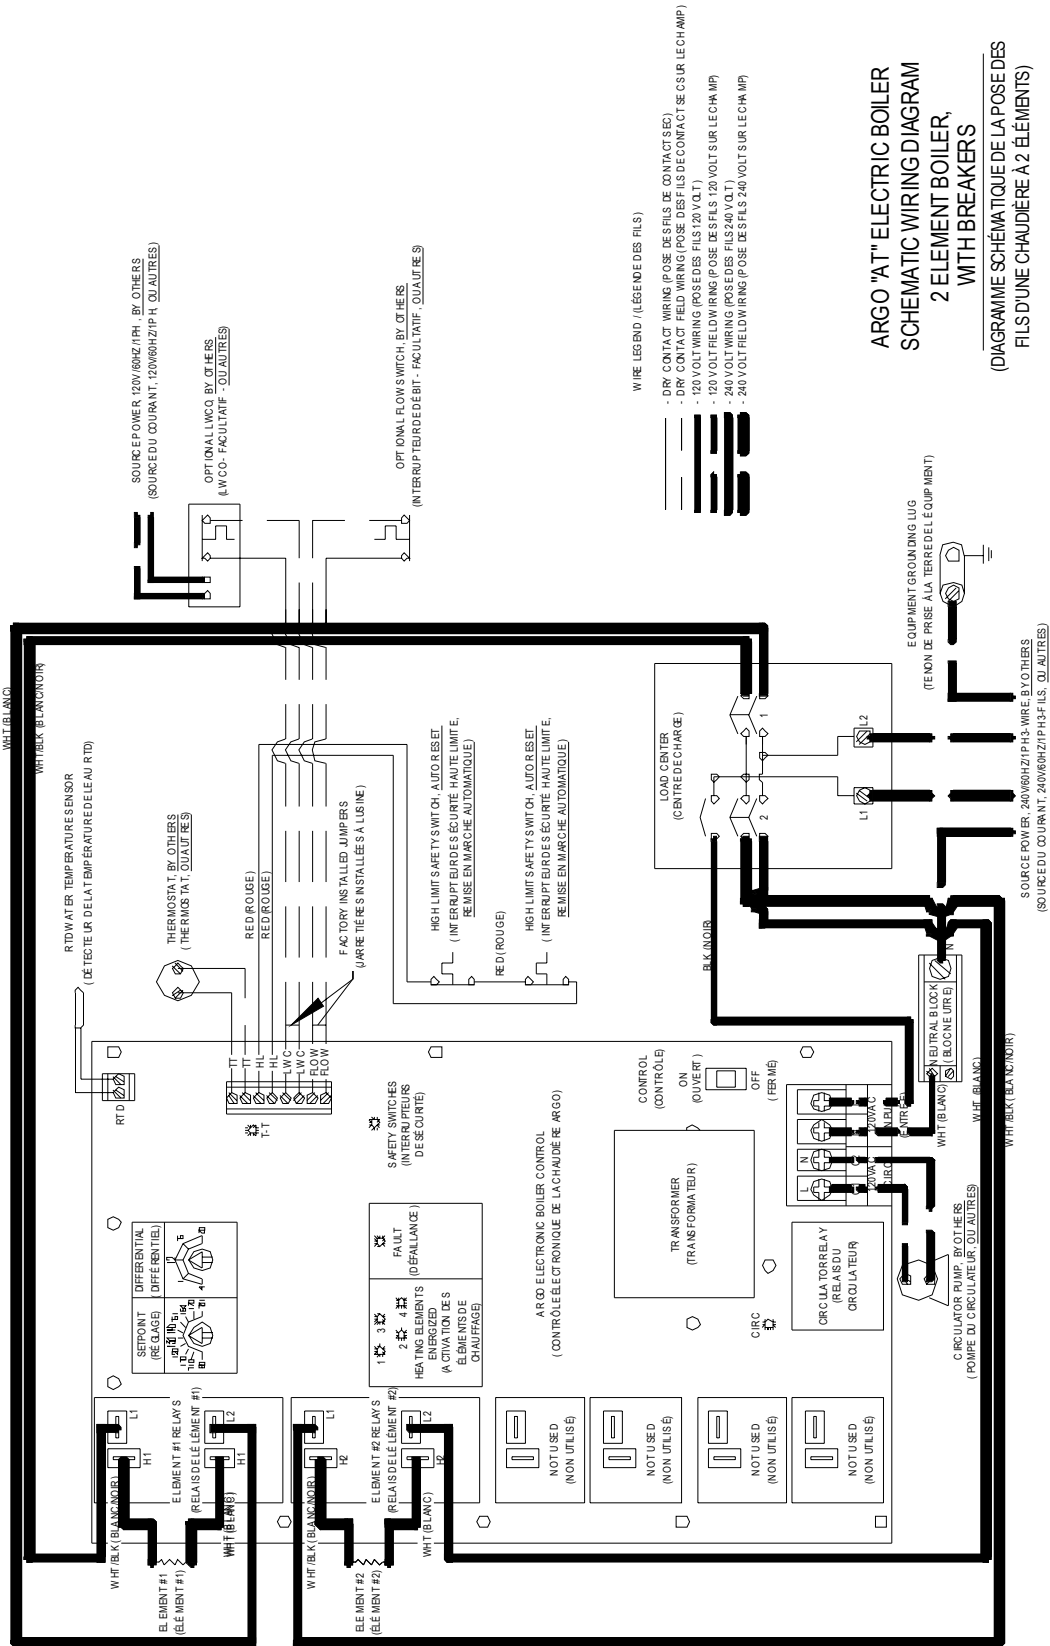 ARGO "AT" ELECTRIC BOILER
SCHEMATIC WIRING DIAGRAM
2 ELEMENT BOILER,
WITH BREAKERS
(DIAGRAMME SCHÉMATIQUE DE LA POSE DES
FILS D'UNE CHAUDIÈRE À 2 ÉLÉMENTS)
WHT (BLANC)
WHT/BLK (BLANC/NOIR)
RTD WATER TEMPERATURE SENSOR
(DÉTECTEUR DE LA TEMPÉRATURE DE L'EAU RTD)
THERMOSTAT, BY OTHERS
(THERMOSTAT, OU AUTRES)
RED (ROUGE)
RED (ROUGE)
FACTORY INSTALLED JUMPERS
(JARRETIÈRES INSTALLÉES À L'USINE)
SOURCE POWER, 120V/60HZ/1PH, BY OTHERS
(SOURCE DU COURANT, 120V/60HZ/1PH, OU AUTRES)
OPTIONAL LWCO, BY OTHERS
(LWCO - FACULTATIF - OU AUTRES)
OPTIONAL FLOW SWITCH, BY OTHERS
(INTERRUPTEUR DE DÉBIT - FACULTATIF, OU AUTRES)
HIGH LIMIT SAFETY SWITCH, AUTO RESET
(INTERRUPTEUR DE SÉCURITÉ HAUTE LIMITE,
REMISE EN MARCHE AUTOMATIQUE)
RED (ROUGE)
HIGH LIMIT SAFETY SWITCH, AUTO RESET
(INTERRUPTEUR DE SÉCURITÉ HAUTE LIMITE,
REMISE EN MARCHE AUTOMATIQUE)
WIRE LEGEND / (LÉGENDE DES FILS)
- DRY CONTACT WIRING (POSE DES FILS DE CONTACT SEC)
- DRY CONTACT FIELD WIRING (POSE DES FILS DE CONTACT SEC SUR LE CHAMP)
- 120 VOLT WIRING (POSE DES FILS 120 VOLT)
- 120 VOLT FIELD WIRING (POSE DES FILS 120 VOLT SUR LE CHAMP)
- 240 VOLT WIRING (POSE DES FILS 240 VOLT)
- 240 VOLT FIELD WIRING (POSE DES FILS 240 VOLT SUR LE CHAMP)
RTD
TT
TT
HL
HL
LWC
LWC
FLOW
FLOW
T-T
SAFETY SWITCHES
(INTERRUPTEURS
DE SÉCURITÉ)
SETPOINT
(RÉGLAGE)
DIFFERENTIAL
(DIFFÉRENTIEL)
1 3
2 4
HEATING ELEMENTS
ENERGIZED
(ACTIVATION DES
ÉLÉMENTS DE
CHAUFFAGE)
FAULT
(DÉFAILLANCE)
ARGO ELECTRONIC BOILER CONTROL
(CONTRÔLE ÉLECTRONIQUE DE LA CHAUDIÈRE ARGO)
CONTROL
(CONTRÔLE)
ON
(OUVERT)
OFF
(FERMÉ)
TRANSFORMER
(TRANSFORMATEUR)
CIRC
CIRCULATOR RELAY
(RELAIS DU
CIRCULATEUR)
L
N
120VAC
CIRC
120VAC
INPUT
(ENTRÉE)
WHT (BLANC)
CIRCULATOR PUMP, BY OTHERS
(POMPE DU CIRCULATEUR, OU AUTRES)
L1
H1
L2
H1
ELEMENT #1 RELAYS
(RELAIS DE L'ÉLÉMENT #1)
WHT/BLK (BLANC/NOIR)
WHT (BLANC)
ELEMENT #1
(ÉLÉMENT #1)
L1
H2
L2
H2
ELEMENT #2 RELAYS
(RELAIS DE L'ÉLÉMENT #2)
WHT/BLK (BLANC/NOIR)
WHT (BLANC)
ELEMENT #2
(ÉLÉMENT #2)
NOT USED
(NON UTILISÉ)
NOT USED
(NON UTILISÉ)
NOT USED
(NON UTILISÉ)
NOT USED
(NON UTILISÉ)
LOAD CENTER
(CENTRE DE CHARGE)
1
2
L1
L2
BLK (NOIR)
NEUTRAL BLOCK
(BLOC NEUTRE)
N
WHT (BLANC)
WHT/BLK (BLANC/NOIR)
EQUIPMENT GROUNDING LUG
(TENON DE PRISE À LA TERRE DE L'ÉQUIPMENT)
SOURCE POWER, 240V/60HZ/1PH 3-WIRE, BY OTHERS
(SOURCE DU COURANT, 240V/60HZ/1PH 3-FILS, OU AUTRES)